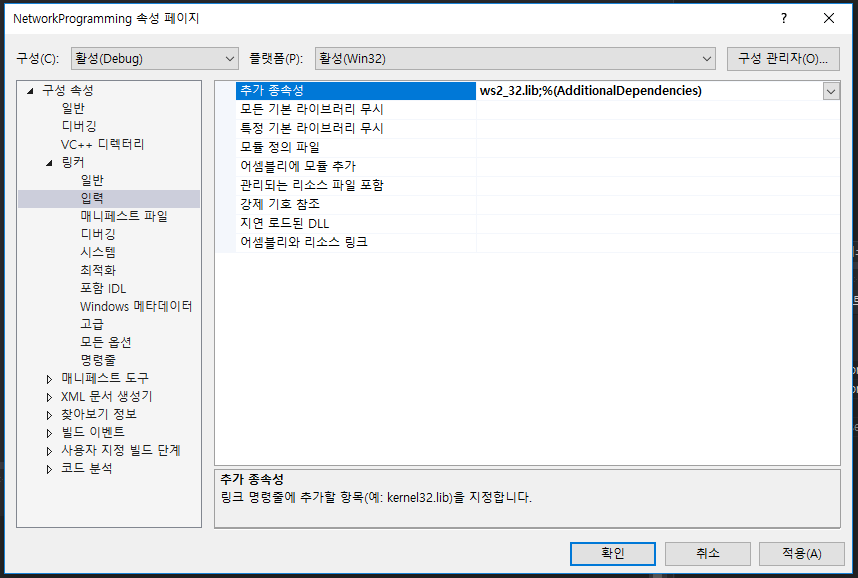 NetworkProgramming 속성 페이지
구성(C): 활성(Debug) 플랫폼(P): 활성(Win32) 구성 관리자(O)...
구성 속성
일반
디버깅
VC++ 디렉터리
링커
일반
입력
매니페스트 파일
디버깅
시스템
최적화
포함 IDL
Windows 메타데이터
고급
모든 옵션
명령줄
매니페스트 도구
XML 문서 생성기
찾아보기 정보
빌드 이벤트
사용자 지정 빌드 단계
코드 분석
추가 종속성 ws2_32.lib;%(AdditionalDependencies)
모든 기본 라이브러리 무시
특정 기본 라이브러리 무시
모듈 정의 파일
어셈블리에 모듈 추가
관리되는 리소스 파일 포함
강제 기호 참조
지연 로드된 DLL
어셈블리와 리소스 링크
추가 종속성
링크 명령줄에 추가할 항목(예: kernel32.lib)을 지정합니다.
확인 취소 적용(A)